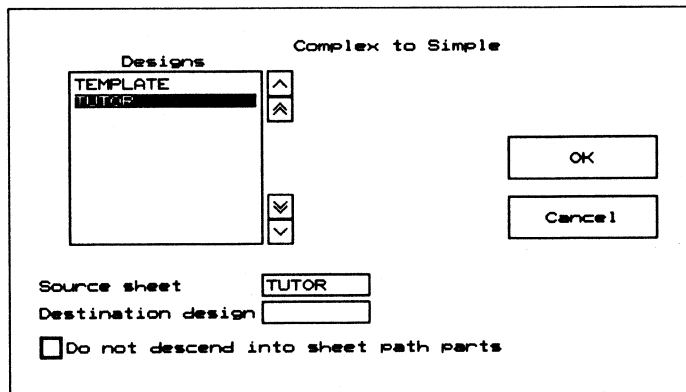 Complex to Simple
Designs
TEMPLATE
TUTOR
OK
Cancel
Source sheet TUTOR
Destination design
Do not descend into sheet path parts